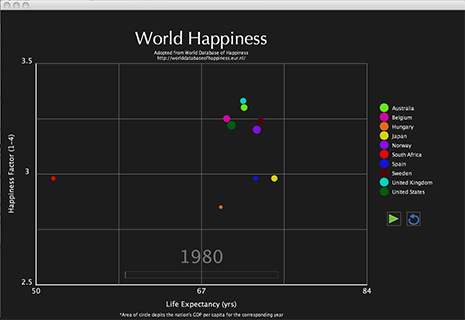 World Happiness
Adopted from World Database of Happiness
http://worlddatabaseofhappiness.eur.nl/
3.5
3
2.5
Happiness Factor (1-4)
Australia
Belgium
Hungary
Japan
Norway
South Africa
Spain
Sweden
United Kingdom
United States
1980
50
67
84
Life Expectancy (yrs)
*Area of circle depits the nation's GDP per capita for the corresponding year